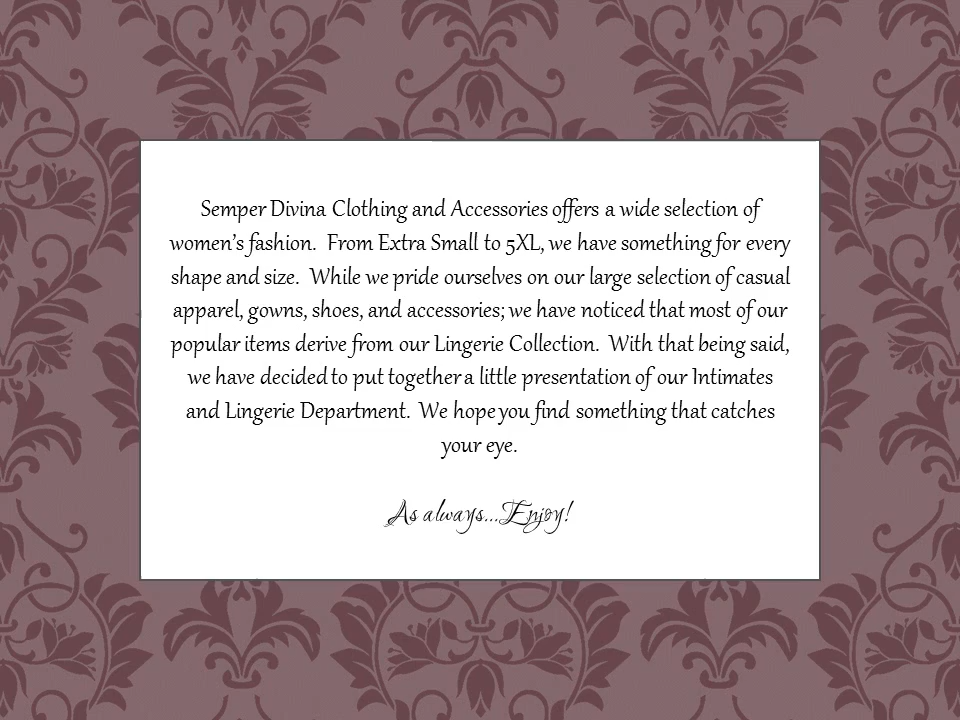 Semper Divina Clothing and Accessories offers a wide selection of
women's fashion.  From Extra Small to 5XL, we have something for every
shape and size.  While we pride ourselves on our large selection of casual
apparel, gowns, shoes, and accessories; we have noticed that most of our
popular items derive from our Lingerie Collection.  With that being said,
we have decided to put together a little presentation of our Intimates
and Lingerie Department.  We hope you find something that catches
your eye.
As always...Enjoy!